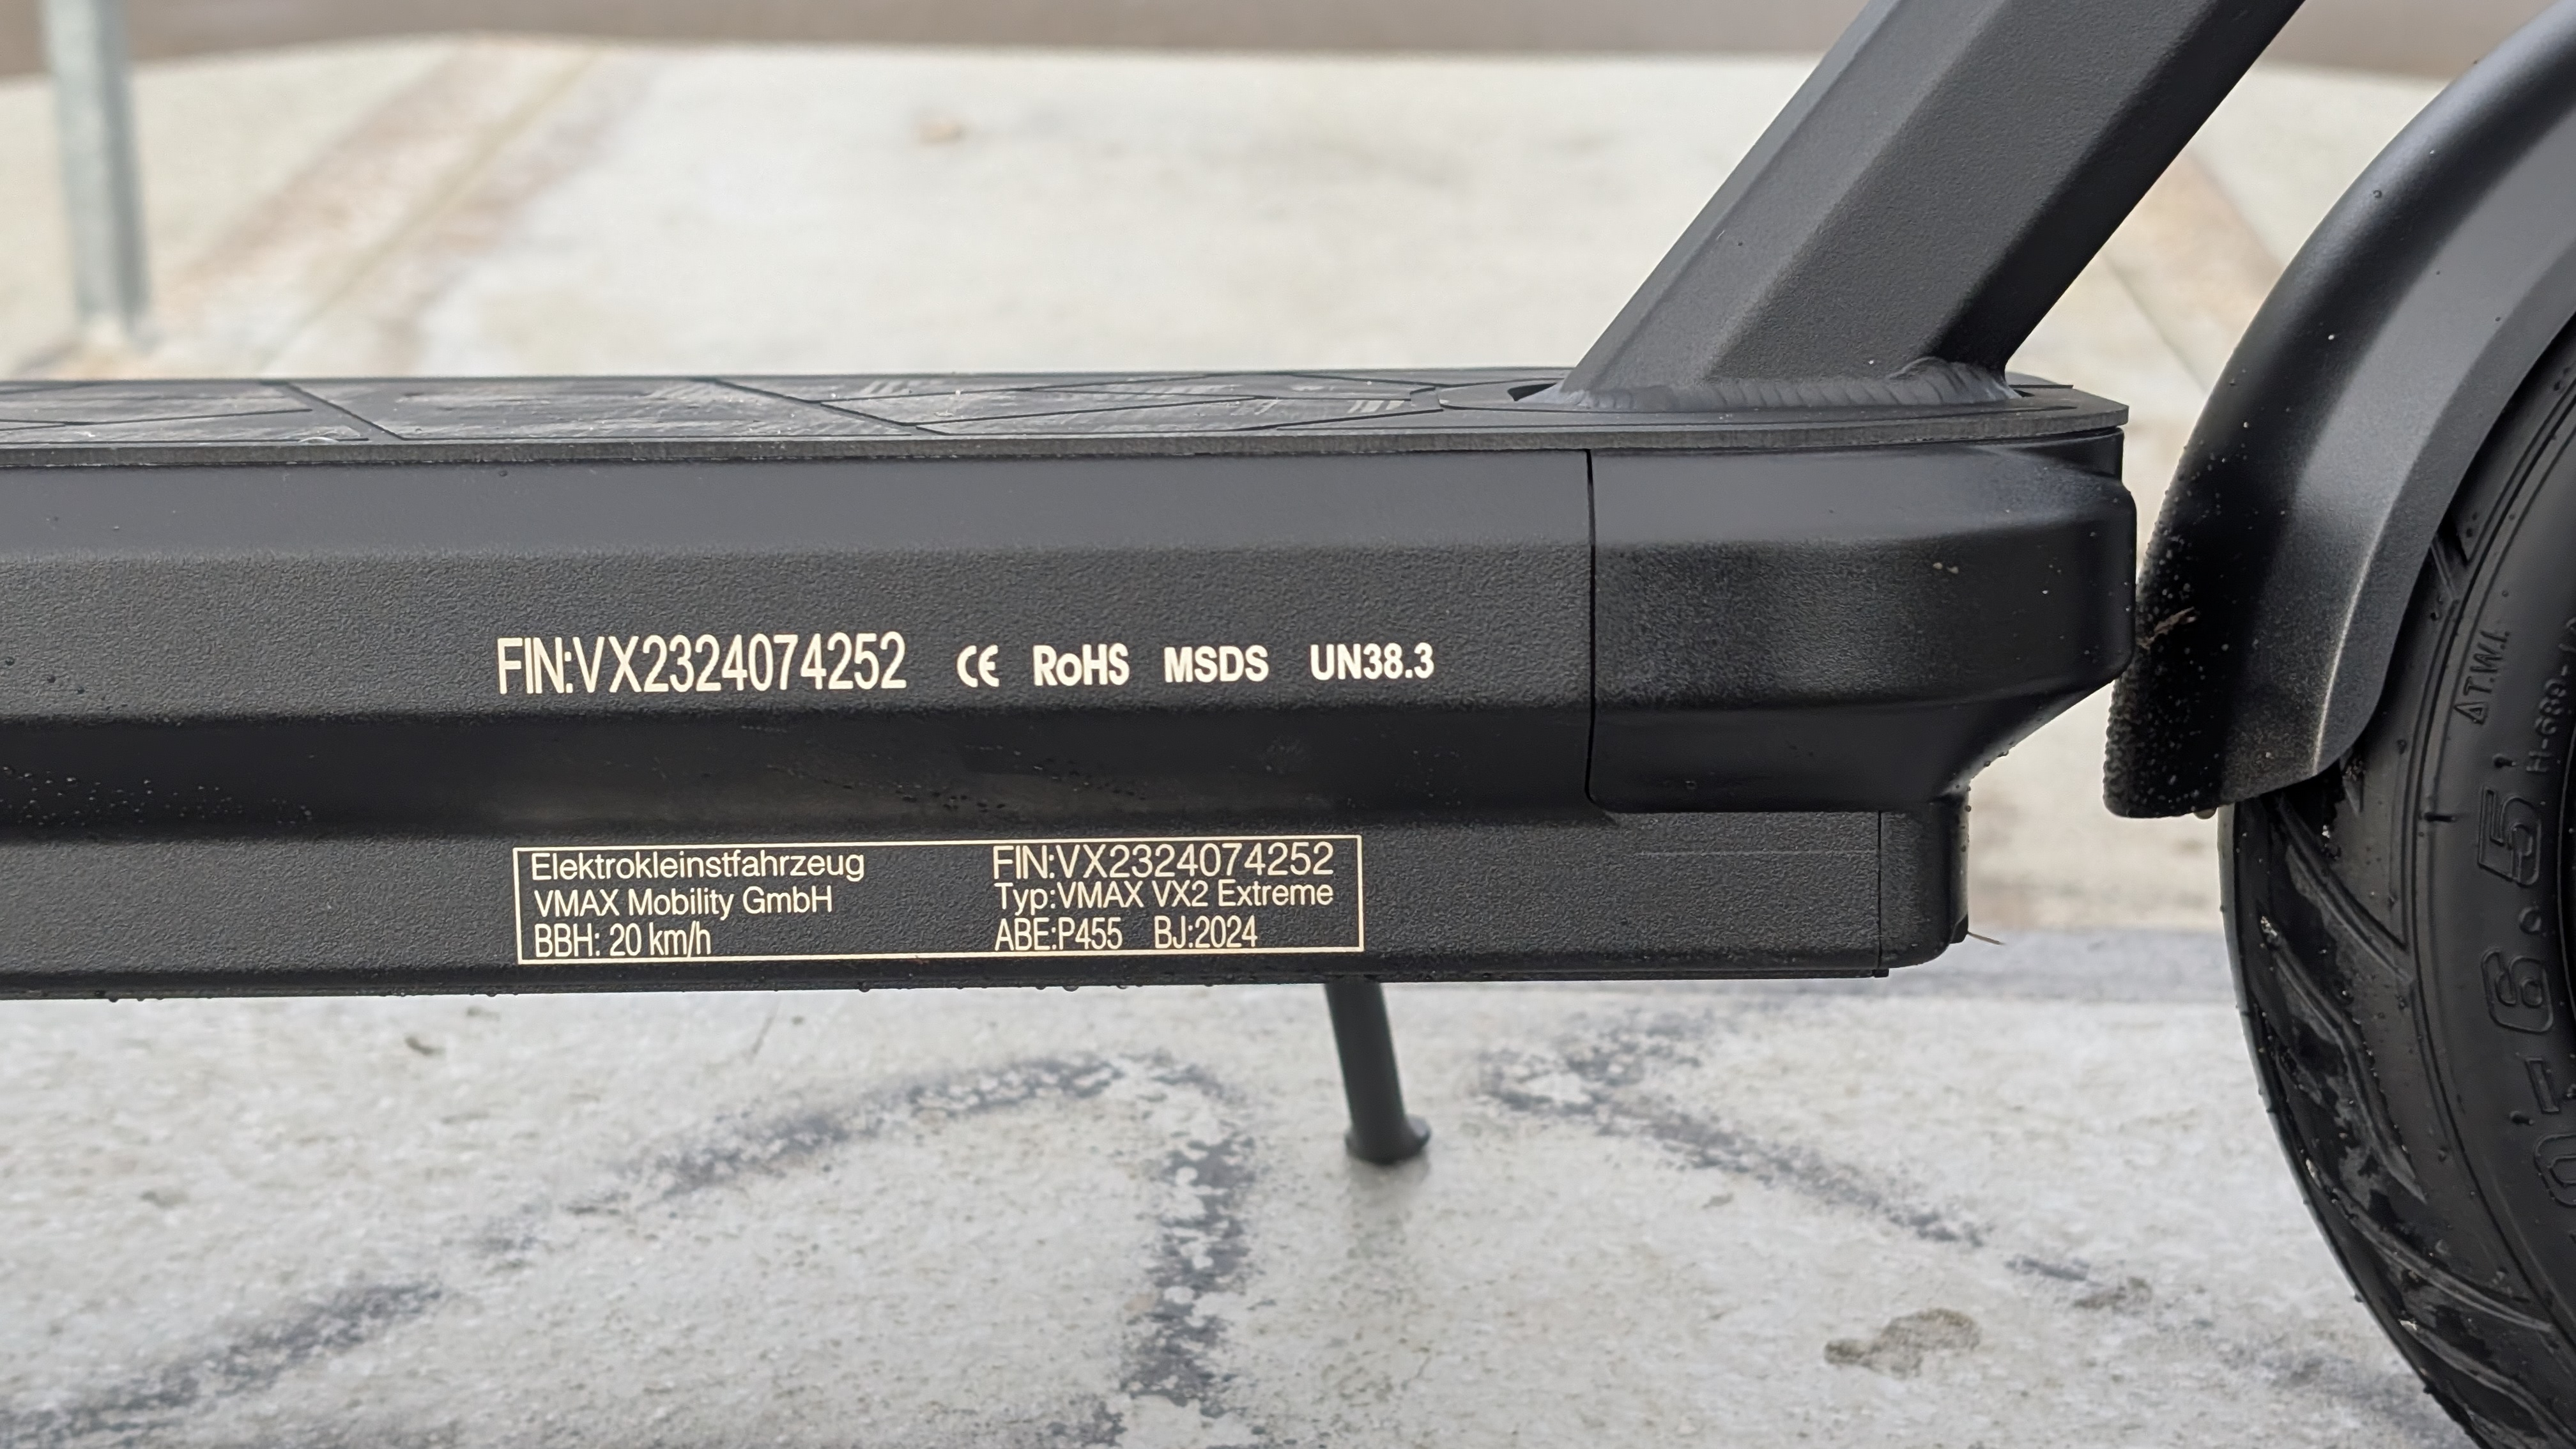 FIN:VX2324074252 CE RoHS MSDS UN38.3
Elektrokleinstfahrzeug
VMAX Mobility GmbH
BBH: 20 km/h
FIN:VX2324074252
Typ:VMAX VX2 Extreme
ABE:P455 BJ:2024
T.W.I.